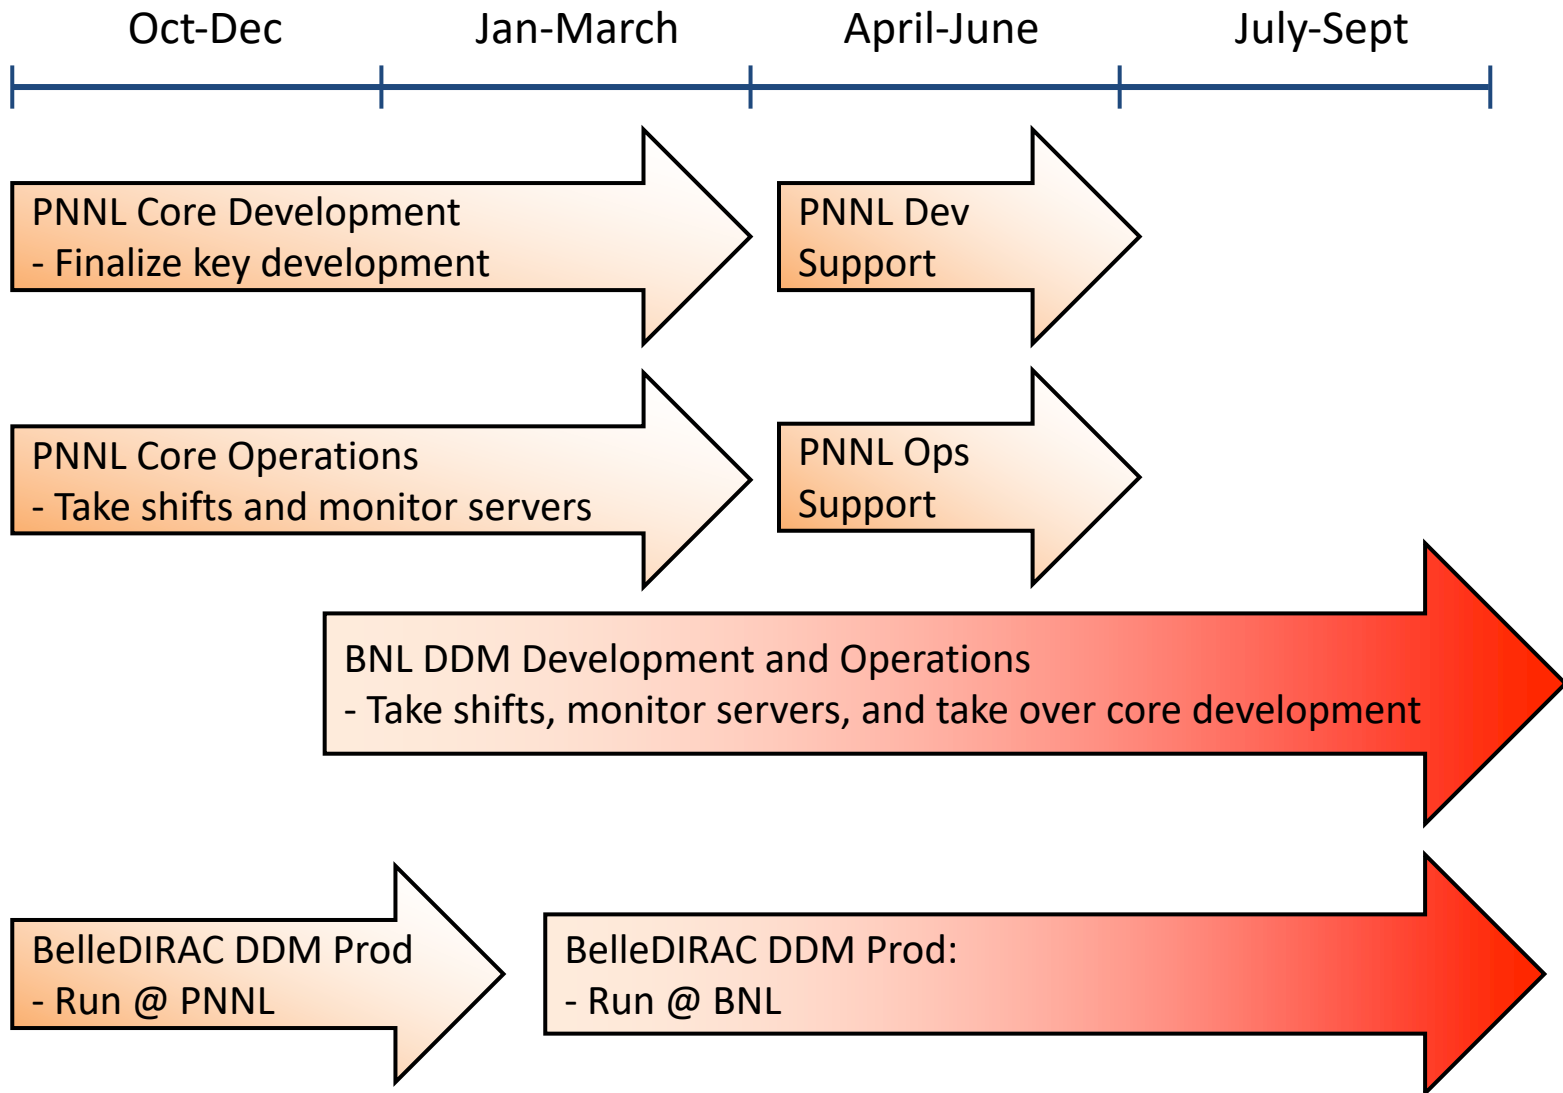 Oct-Dec
Jan-March
April-June
July-Sept
PNNL Core Development
- Finalize key development
PNNL Dev
Support
PNNL Core Operations
- Take shifts and monitor servers
PNNL Ops
Support
BNL DDM Development and Operations
- Take shifts, monitor servers, and take over core development
BelleDIRAC DDM Prod
- Run @ PNNL
BelleDIRAC DDM Prod:
- Run @ BNL